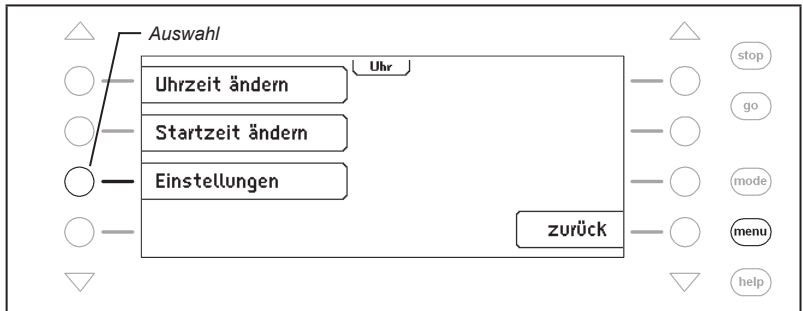 Auswahl
stop
Uhr
Uhrzeit ändern
go
Startzeit ändern
Einstellungen
mode
zurück
menu
help